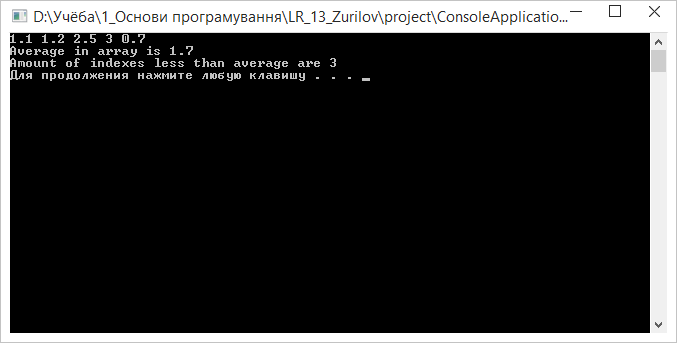 D:\Учёба\1_Основи програмування\LR_13_Zurilov\project\ConsoleApplicatio...
1.1 1.2 2.5 3 0.7
Average in array is 1.7
Amount of indexes less than average are 3
Для продолжения нажмите любую клавишу . . .